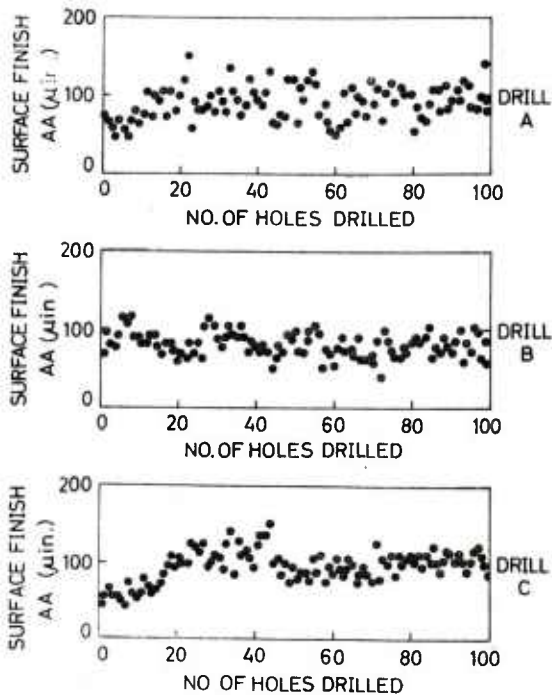 200
SURFACE FINISH
AA (μin.)
100
0
DRILL
A
0 20 40 60 80 100
NO. OF HOLES DRILLED
200
SURFACE FINISH
AA (μin)
100
0
DRILL
B
0 20 40 60 80 100
NO. OF HOLES DRILLED
200
SURFACE FINISH
AA (μin.)
100
0
DRILL
C
0 20 40 60 80 100
NO OF HOLES DRILLED